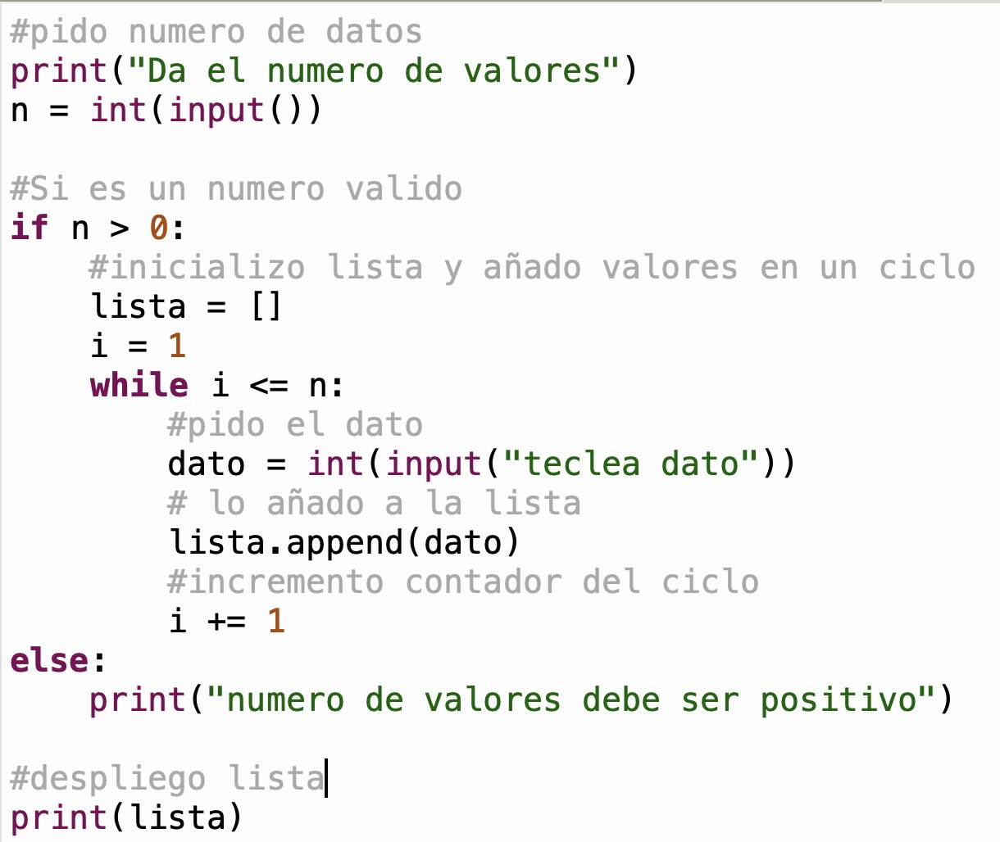 #pido numero de datos
print("Da el numero de valores")
n = int(input())
#Si es un numero valido
if n > 0:
#inicializo lista y añado valores en un ciclo
lista = []
i = 1
while i <= n:
#pido el dato
dato = int(input("teclea dato"))
# lo añado a la lista
lista.append(dato)
#incremento contador del ciclo
i += 1
else:
print("numero de valores debe ser positivo")
#despliego lista
print(lista)